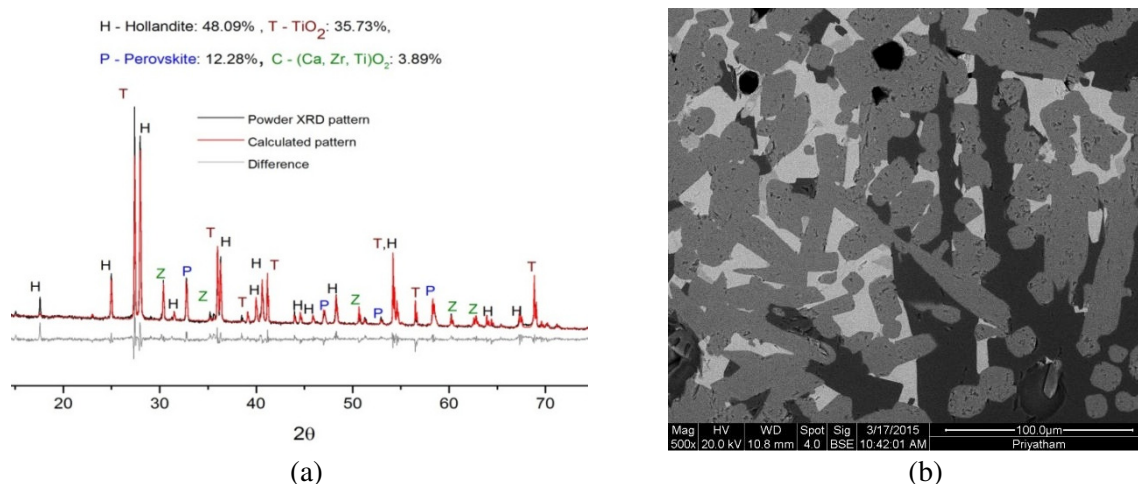 H - Hollandite: 48.09% , T - TiO2: 35.73%,
P - Perovskite: 12.28%, C - (Ca, Zr, Ti)O2: 3.89%
T
H
Powder XRD pattern
Calculated pattern
Difference
H
H
Z
P
Z
H
T
H
T
H
H
T
H
H
P
H
Z
P
T,H
T
P
Z
Z
H
H
T
20 30 40 50 60 70
2θ
Mag HV WD Spot Sig 3/17/2015 100.0µm
500x 20.0 kV 10.8 mm 4.0 BSE 10:42:01 AM Priyatham
(a) (b)